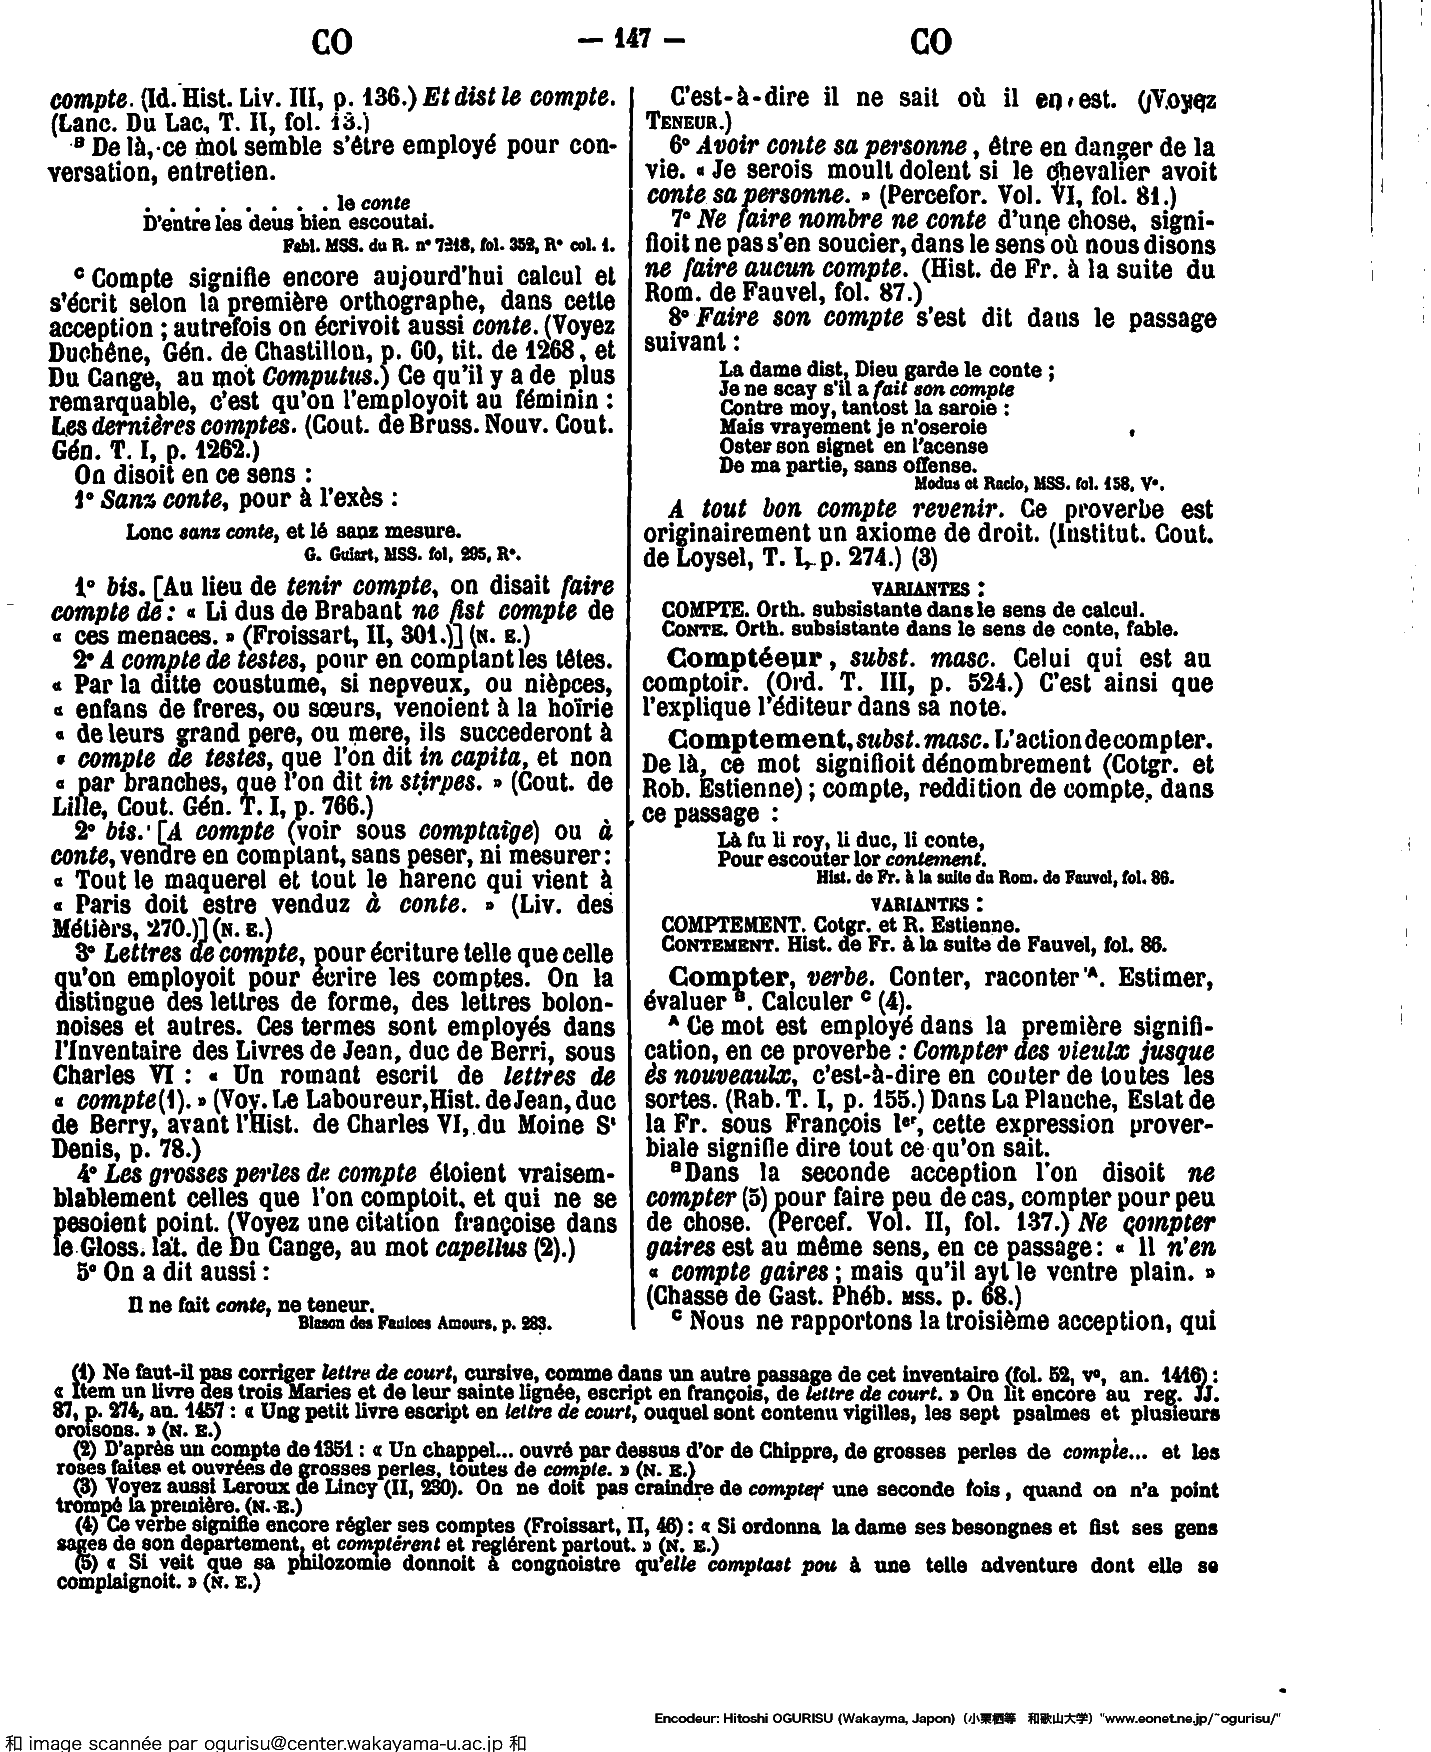 CO — 147 — CO
compte. (Id. Hist. Liv. III, p. 136.) Et dist le compte.
(Lanc. Du Lac, T. II, fol. 13.)
B De là, ce mot semble s'être employé pour con-
versation, entretien.
. . . . . . . . . le conte
D'entre les deus bien escoutai.
Fabl. MSS. du R. n° 7218, fol. 352, R° col. 1.
C Compte signifie encore aujourd'hui calcul et
s'écrit selon la première orthographe, dans cette
acception ; autrefois on écrivoit aussi conte. (Voyez
Duchêne, Gén. de Chastillon, p. 60, tit. de 1268, et
Du Cange, au mot Computus.) Ce qu'il y a de plus
remarquable, c'est qu'on l'employoit au féminin :
Les dernières comptes. (Cout. de Bruss. Nouv. Cout.
Gén. T. I, p. 1262.)
On disoit en ce sens :
1° Sanz conte, pour à l'exès :
Lonc sanz conte, et lé sanz mesure.
G. Guiart, MSS. fol, 295, R°.
1° bis. [Au lieu de tenir compte, on disait faire
compte de : « Li dus de Brabant ne fist compte de
« ces menaces. » (Froissart, II, 301.)] (N. E.)
2° A compte de testes, pour en comptant les têtes.
« Par la ditte coustume, si nepveux, ou nièpces,
« enfans de freres, ou sœurs, venoient à la hoïrie
« de leurs grand pere, ou mere, ils succederont à
« compte de testes, que l'on dit in capita, et non
« par branches, que l'on dit in stirpes. » (Cout. de
Lille, Cout. Gén. T. I, p. 766.)
2° bis. [A compte (voir sous comptaige) ou à
conte, vendre en comptant, sans peser, ni mesurer :
« Tout le maquerel et tout le harenc qui vient à
« Paris doit estre venduz à conte. » (Liv. des
Métiers, 270.)] (N. E.)
3° Lettres de compte, pour écriture telle que celle
qu'on employoit pour écrire les comptes. On la
distingue des lettres de forme, des lettres bolon-
noises et autres. Ces termes sont employés dans
l'Inventaire des Livres de Jean, duc de Berri, sous
Charles VI : « Un romant escrit de lettres de
« compte (1). » (Voy. Le Laboureur, Hist. de Jean, duc
de Berry, avant l'Hist. de Charles VI, du Moine St
Denis, p. 78.)
4° Les grosses perles de compte étoient vraisem-
blablement celles que l'on comptoit, et qui ne se
pesoient point. (Voyez une citation françoise dans
le Gloss. lat. de Du Cange, au mot capellus (2).)
5° On a dit aussi :
Il ne fait conte, ne teneur.
Blason des Faulces Amours, p. 283.
C'est-à-dire il ne sait où il en est. (Voyez
TENEUR.)
6° Avoir conte sa personne, être en danger de la
vie. « Je serois moult dolent si le chevalier avoit
conte sa personne. » (Percefor. Vol. VI, fol. 81.)
7° Ne faire nombre ne conte d'une chose, signi-
fioit ne pas s'en soucier, dans le sens où nous disons
ne faire aucun compte. (Hist. de Fr. à la suite du
Rom. de Fauvel, fol. 87.)
8° Faire son compte s'est dit dans le passage
suivant :
La dame dist, Dieu garde le conte ;
Je ne scay s'il a fait son compte
Contre moy, tantost la saroie :
Mais vrayement je n'oseroie
Oster son signet en l'acense
De ma partie, sans offense.
Modus et Racio, MSS. fol. 158, V°.
A tout bon compte revenir. Ce proverbe est
originairement un axiome de droit. (Institut. Cout.
de Loysel, T. I, p. 274.) (3)
VARIANTES :
COMPTE. Orth. subsistante dans le sens de calcul.
CONTE. Orth. subsistante dans le sens de conte, fable.
Comptéeur, subst. masc. Celui qui est au
comptoir. (Ord. T. III, p. 524.) C'est ainsi que
l'explique l'éditeur dans sa note.
Comptement, subst. masc. L'action de compter.
De là, ce mot signifioit dénombrement (Cotgr. et
Rob. Estienne) ; compte, reddition de compte, dans
ce passage :
Là fu li roy, li duc, li conte,
Pour escouter lor contement.
Hist. de Fr. à la suite du Rom. de Fauvel, fol. 86.
VARIANTES :
COMPTEMENT. Cotgr. et R. Estienne.
CONTEMENT. Hist. de Fr. à la suite de Fauvel, fol. 86.
Compter, verbe. Conter, raconter A. Estimer,
évaluer B. Calculer C (4).
A Ce mot est employé dans la première signifi-
cation, en ce proverbe : Compter des vieulx jusque
ès nouveaulx, c'est-à-dire en conter de toutes les
sortes. (Rab. T. I, p. 155.) Dans La Planche, Estat de
la Fr. sous François Ier, cette expression prover-
biale signifie dire tout ce qu'on sait.
B Dans la seconde acception l'on disoit ne
compter (5) pour faire peu de cas, compter pour peu
de chose. (Percef. Vol. II, fol. 137.) Ne compter
gaires est au même sens, en ce passage : « Il n'en
« compte gaires ; mais qu'il ayt le ventre plain. »
(Chasse de Gast. Phéb. MSS. p. 68.)
C Nous ne rapportons la troisième acception, qui
(1) Ne faut-il pas corriger lettre de court, cursive, comme dans un autre passage de cet inventaire (fol. 52, v°, an. 1416) :
« Item un livre des trois Maries et de leur sainte lignée, escript en françois, de lettre de court. » On lit encore au reg. JJ.
87, p. 274, an. 1457 : « Ung petit livre escript en lettre de court, ouquel sont contenu vigilles, les sept psalmes et plusieurs
oroisons. » (N. E.)
(2) D'après un compte de 1351 : « Un chappel... ouvré par dessus d'or de Chippre, de grosses perles de compte... et les
roses faites et ouvrées de grosses perles, toutes de compte. » (N. E.)
(3) Voyez aussi Leroux de Lincy (II, 230). On ne doit pas craindre de compter une seconde fois, quand on n'a point
trompé la première. (N. E.)
(4) Ce verbe signifie encore régler ses comptes (Froissart, II, 46) : « Si ordonna la dame ses besongnes et fist ses gens
sages de son departement, et comptérent et reglérent partout. » (N. E.)
(5) « Si veit que sa philozomie donnoit à congnoistre qu'elle comptast pou à une telle adventure dont elle se
complaignoit. » (N. E.)
Encodeur: Hitoshi OGURISU (Wakayma, Japon) (小栗栖等 和歌山大学) "www.eonet.ne.jp/~ogurisu/"
和 image scannée par ogurisu@center.wakayama-u.ac.jp 和